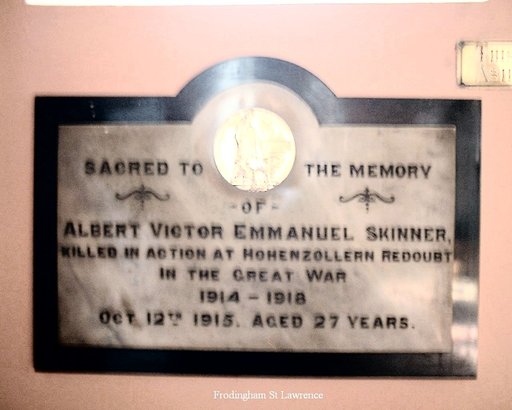 SACRED TO THE MEMORY
- OF -
ALBERT VICTOR EMMANUEL SKINNER,
KILLED IN ACTION AT HOHENZOLLERN REDOUBT
IN THE GREAT WAR
1914 - 1918
OCT 12TH 1915. AGED 27 YEARS.
Frodingham St Lawrence